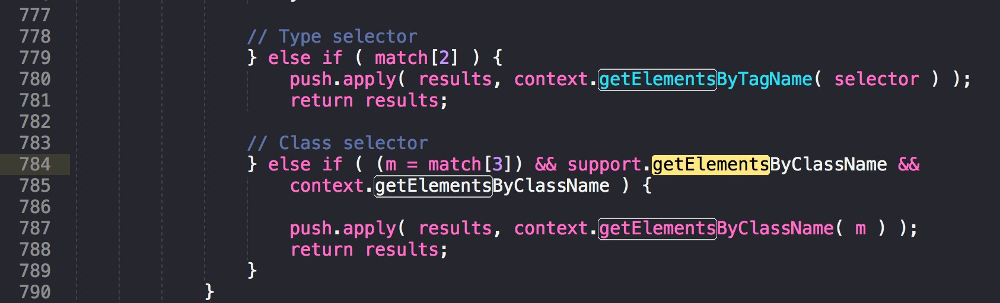 777
778 // Type selector
779 } else if ( match[2] ) {
780 push.apply( results, context.getElementsByTagName( selector ) );
781 return results;
782
783 // Class selector
784 } else if ( (m = match[3]) && support.getElementsByClassName &&
785 context.getElementsByClassName ) {
786
787 push.apply( results, context.getElementsByClassName( m ) );
788 return results;
789 }
790 }